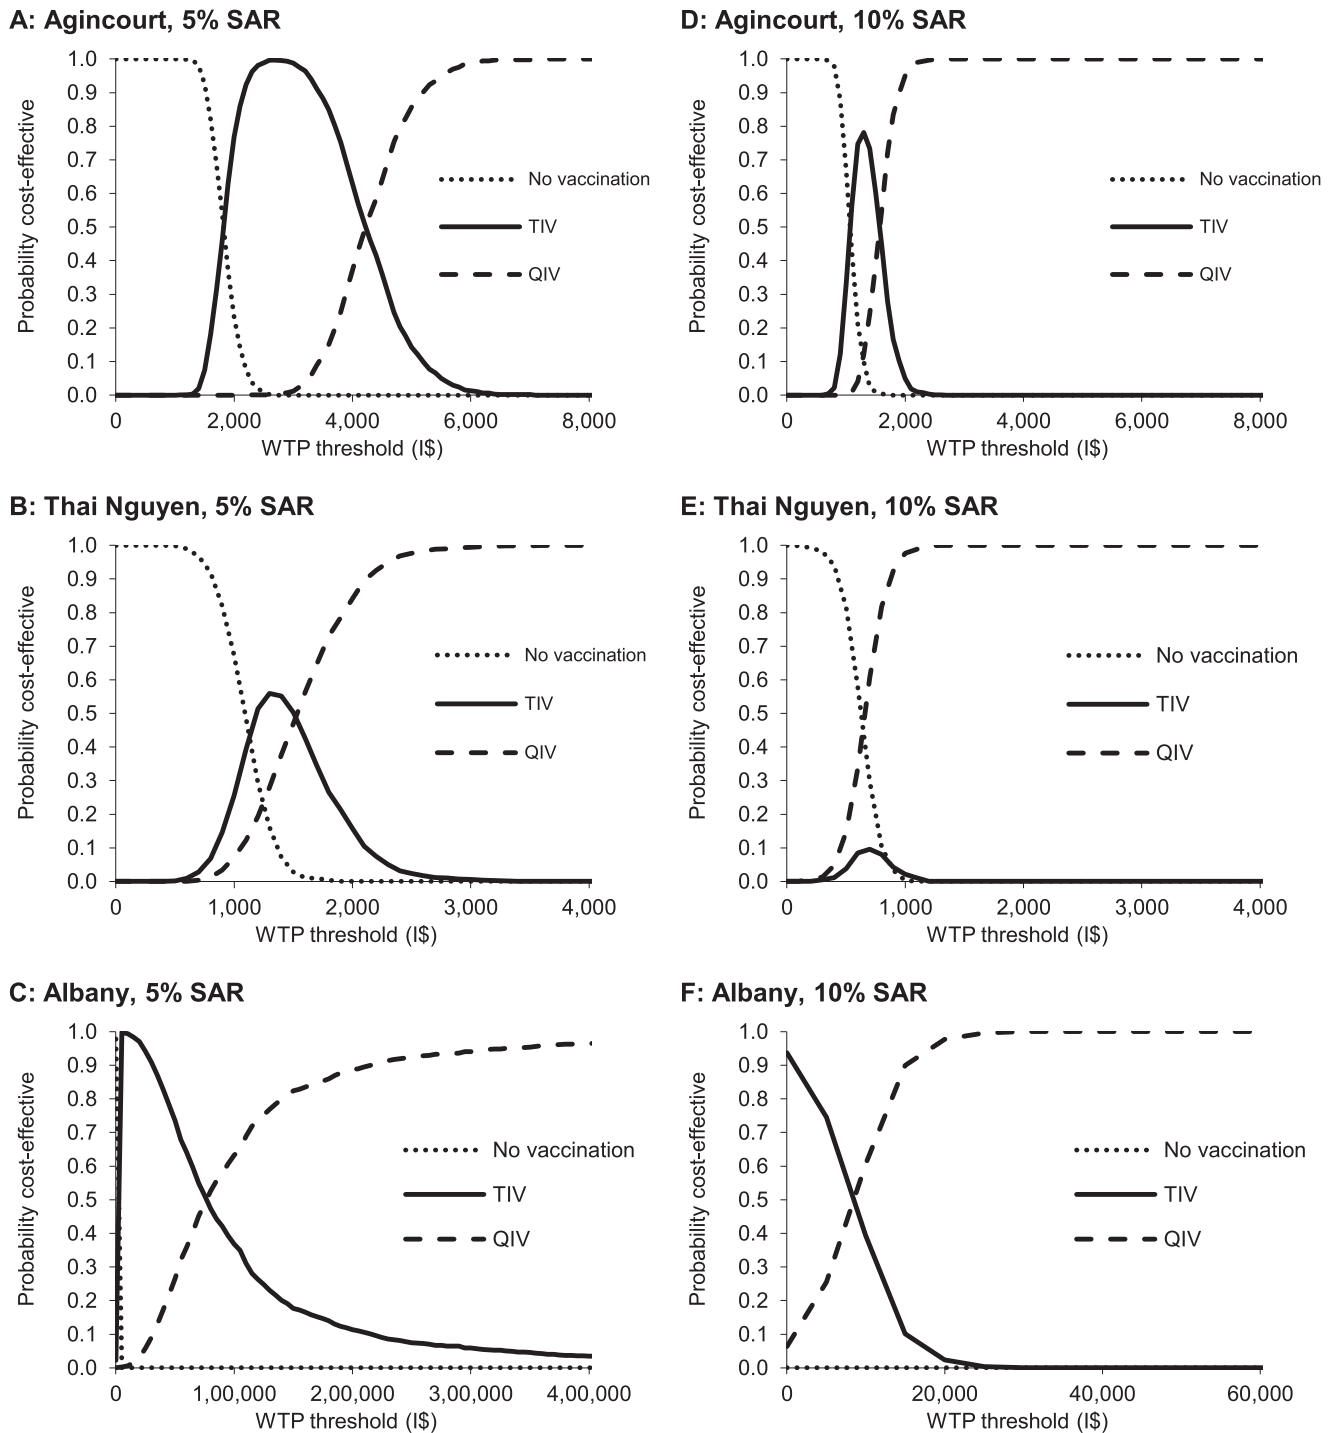 A: Agincourt, 5% SAR
Probability cost-effective
1.0
0.9
0.8
0.7
0.6
0.5
0.4
0.3
0.2
0.1
0.0
No vaccination
TIV
QIV
0 2,000 4,000 6,000 8,000
WTP threshold (I$)
D: Agincourt, 10% SAR
Probability cost-effective
1.0
0.9
0.8
0.7
0.6
0.5
0.4
0.3
0.2
0.1
0.0
No vaccination
TIV
QIV
0 2,000 4,000 6,000 8,000
WTP threshold (I$)
B: Thai Nguyen, 5% SAR
Probability cost-effective
1.0
0.9
0.8
0.7
0.6
0.5
0.4
0.3
0.2
0.1
0.0
No vaccination
TIV
QIV
0 1,000 2,000 3,000 4,000
WTP threshold (I$)
E: Thai Nguyen, 10% SAR
Probability cost-effective
1.0
0.9
0.8
0.7
0.6
0.5
0.4
0.3
0.2
0.1
0.0
No vaccination
TIV
QIV
0 1,000 2,000 3,000 4,000
WTP threshold (I$)
C: Albany, 5% SAR
Probability cost-effective
1.0
0.9
0.8
0.7
0.6
0.5
0.4
0.3
0.2
0.1
0.0
No vaccination
TIV
QIV
0 1,00,000 2,00,000 3,00,000 4,00,000
WTP threshold (I$)
F: Albany, 10% SAR
Probability cost-effective
1.0
0.9
0.8
0.7
0.6
0.5
0.4
0.3
0.2
0.1
0.0
No vaccination
TIV
QIV
0 20,000 40,000 60,000
WTP threshold (I$)